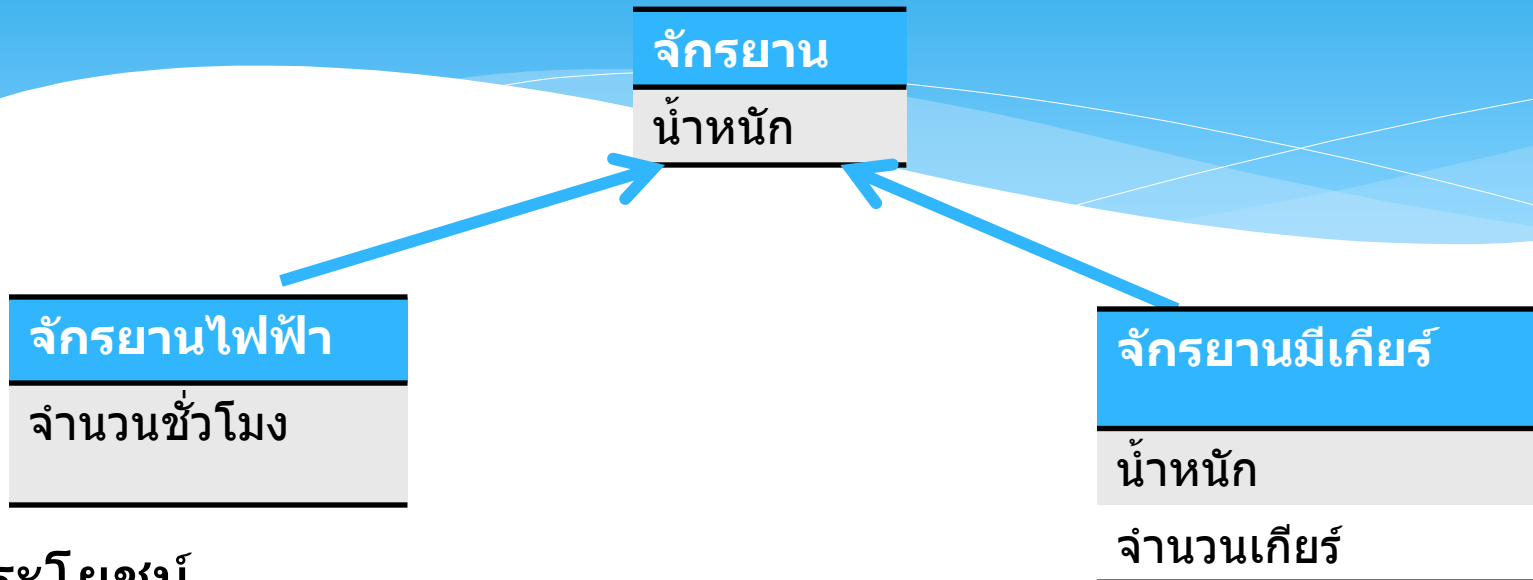 จักรยาน
น้ำหนัก
จักรยานไฟฟ้า
จำนวนชั่วโมง
จักรยานมีเกียร์
น้ำหนัก
จำนวนเกียร์